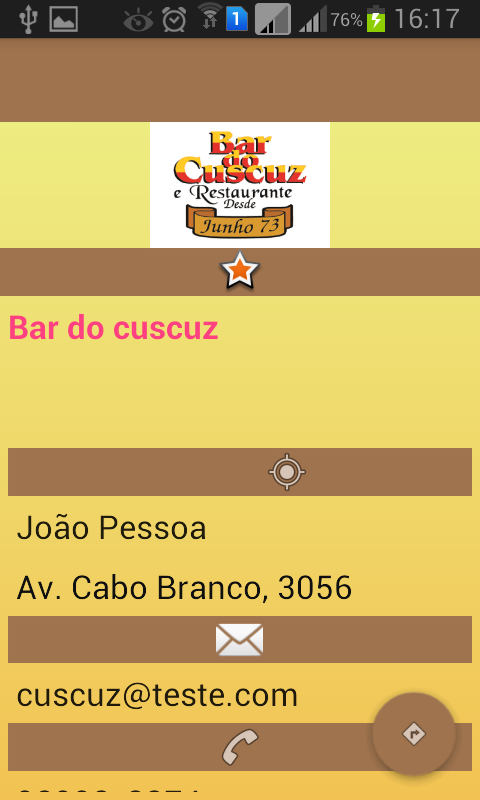 1
76%
16:17
Bar
do
Cuscuz
e Restaurante
Desde
Junho 73
Bar do cuscuz
João Pessoa
Av. Cabo Branco, 3056
cuscuz@teste.com